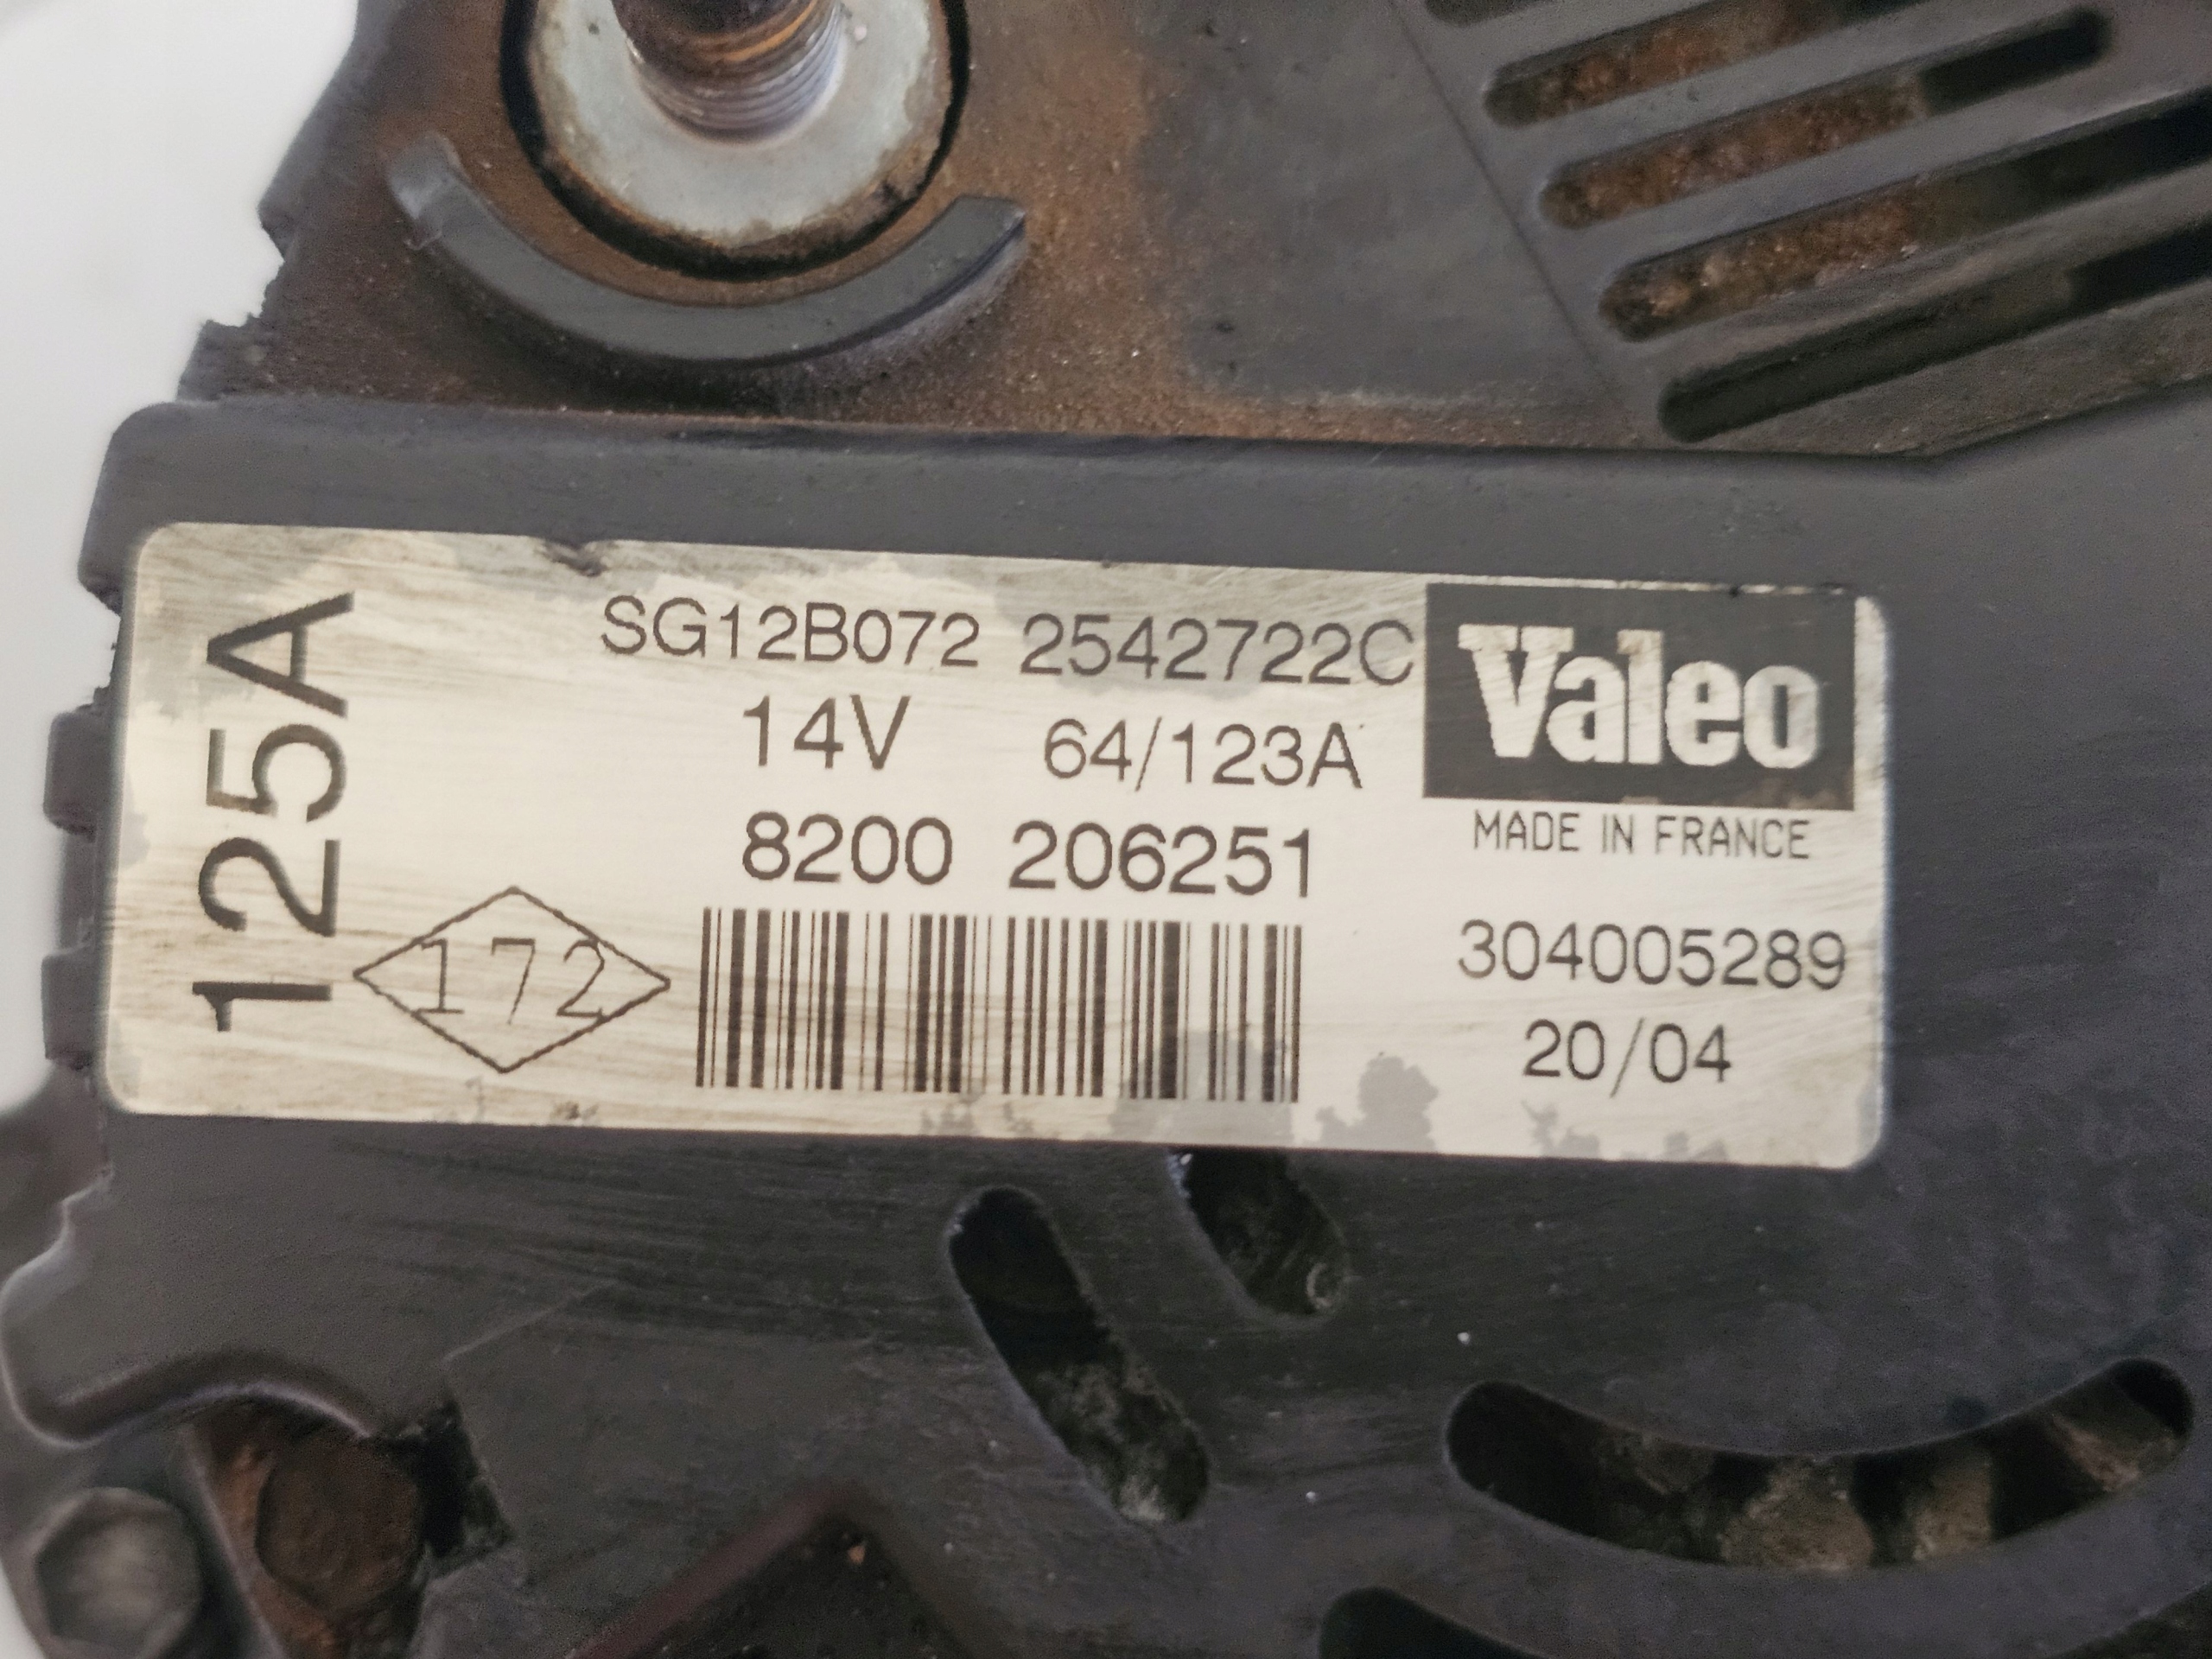 125A
SG12B072 2542722C
14V 64/123A
8200 206251
172
Valeo
MADE IN FRANCE
304005289
20/04